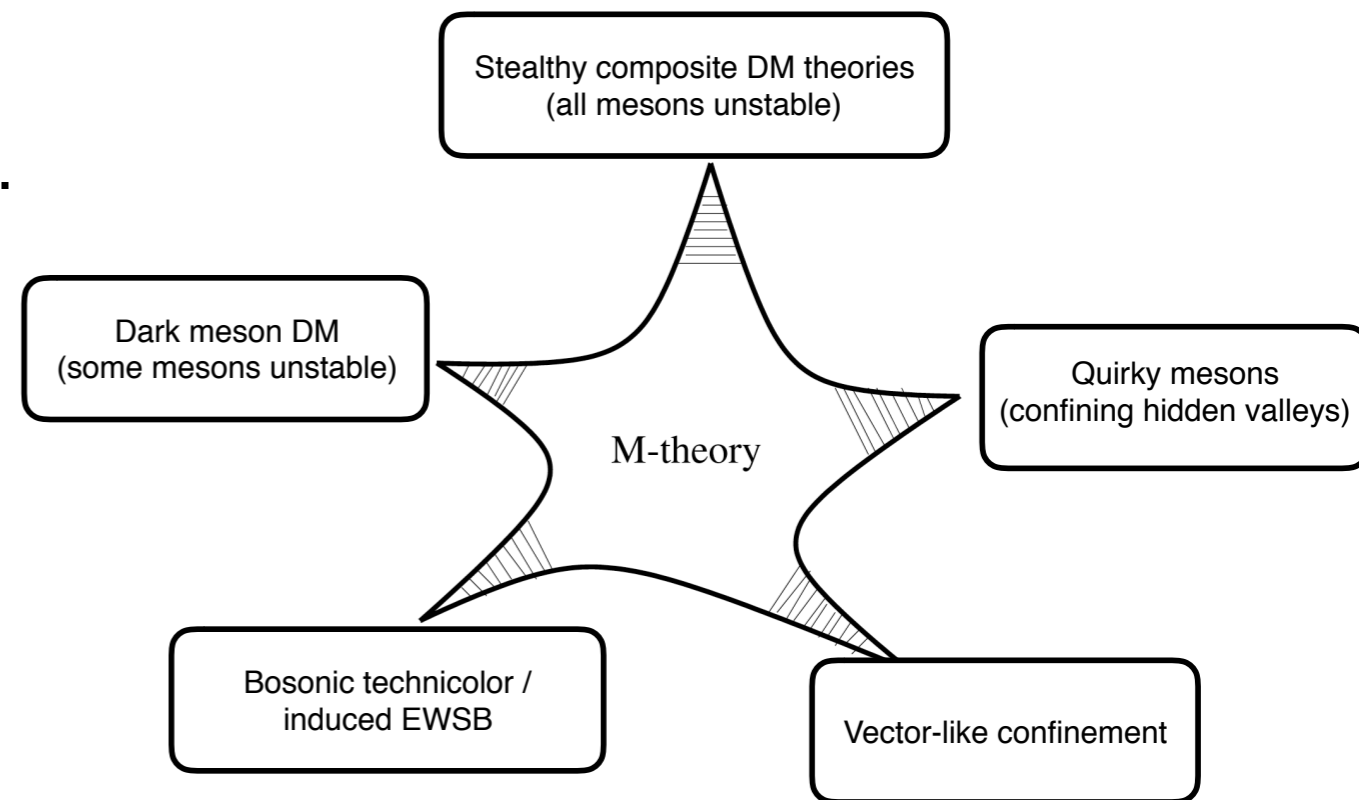 Stealthy composite DM theories
(all mesons unstable)
.
Dark meson DM
(some mesons unstable)
Quirky mesons
(confining hidden valleys)
M-theory
Bosonic technicolor /
induced EWSB
Vector-like confinement